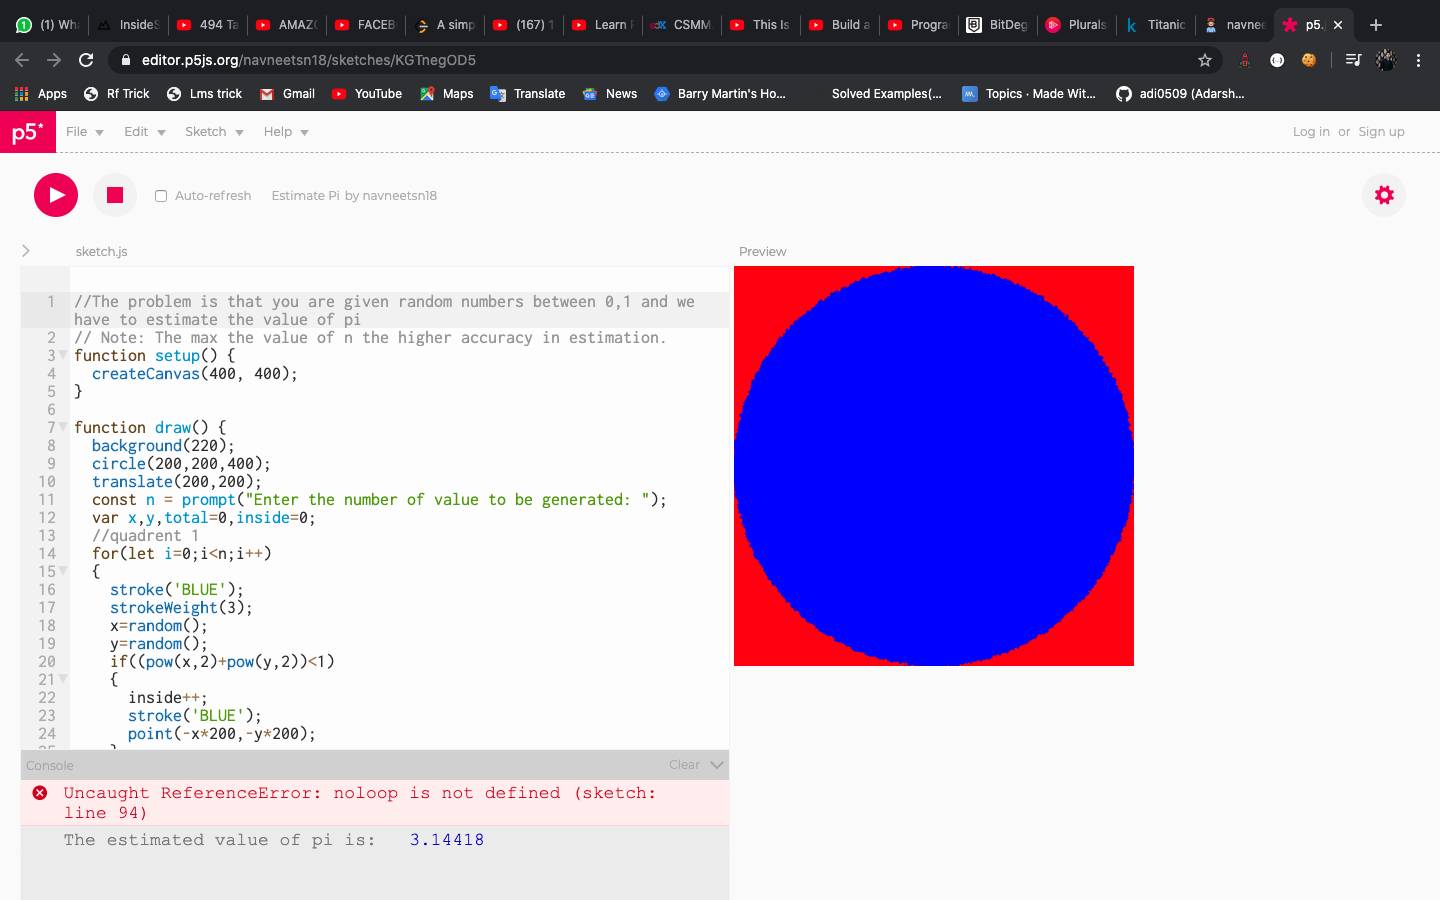 (1) Wha
InsideS
494 Ta
AMAZO
FACEB
A simp
(167) 1
Learn
CSMM
This Is
Build a
Progra
BitDeg
Plurals
Titanic
navnee
p5.
editor.p5js.org/navneetsn18/sketches/KGTnegOD5
Apps
Rf Trick
Lms trick
Gmail
YouTube
Maps
Translate
News
Barry Martin's Ho...
Solved Examples(...
Topics · Made Wit...
adi0509 (Adarsh...
p5*
File
Edit
Sketch
Help
Log in or Sign up
Auto-refresh
Estimate Pi by navneetsn18
sketch.js
Preview
1 //The problem is that you are given random numbers between 0,1 and we
have to estimate the value of pi
2 // Note: The max the value of n the higher accuracy in estimation.
3 function setup() {
4 createCanvas(400, 400);
5 }
6
7 function draw() {
8 background(220);
9 circle(200,200,400);
10 translate(200,200);
11 const n = prompt("Enter the number of value to be generated: ");
12 var x,y,total=0,inside=0;
13 //quadrent 1
14 for(let i=0;i<n;i++)
15 {
16 stroke('BLUE');
17 strokeWeight(3);
18 x=random();
19 y=random();
20 if((pow(x,2)+pow(y,2))<1)
21 {
22 inside++;
23 stroke('BLUE');
24 point(-x*200,-y*200);
25 }
Console
Clear
Uncaught ReferenceError: noloop is not defined (sketch:
line 94)
The estimated value of pi is: 3.14418